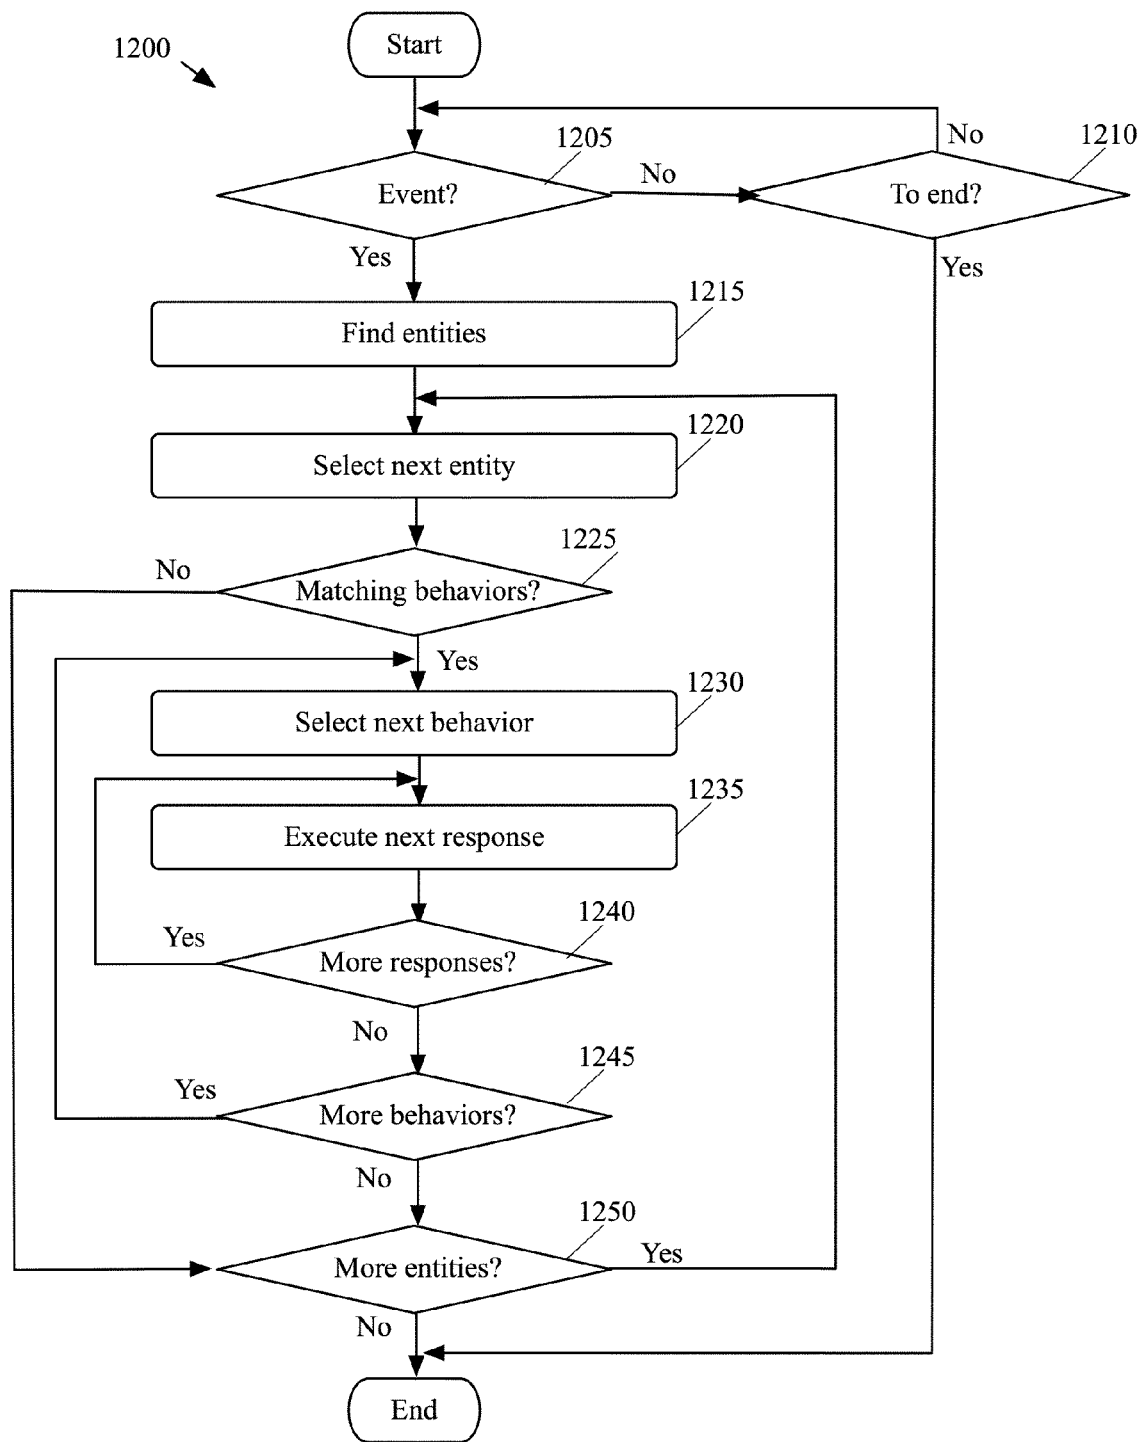 Start
1200
No
1210
1205
No
Event?
To end?
Yes
Yes
1215
Find entities
1220
Select next entity
1225
No
Matching behaviors?
Yes
1230
Select next behavior
1235
Execute next response
1240
Yes
More responses?
No
1245
Yes
More behaviors?
No
1250
Yes
More entities?
No
End